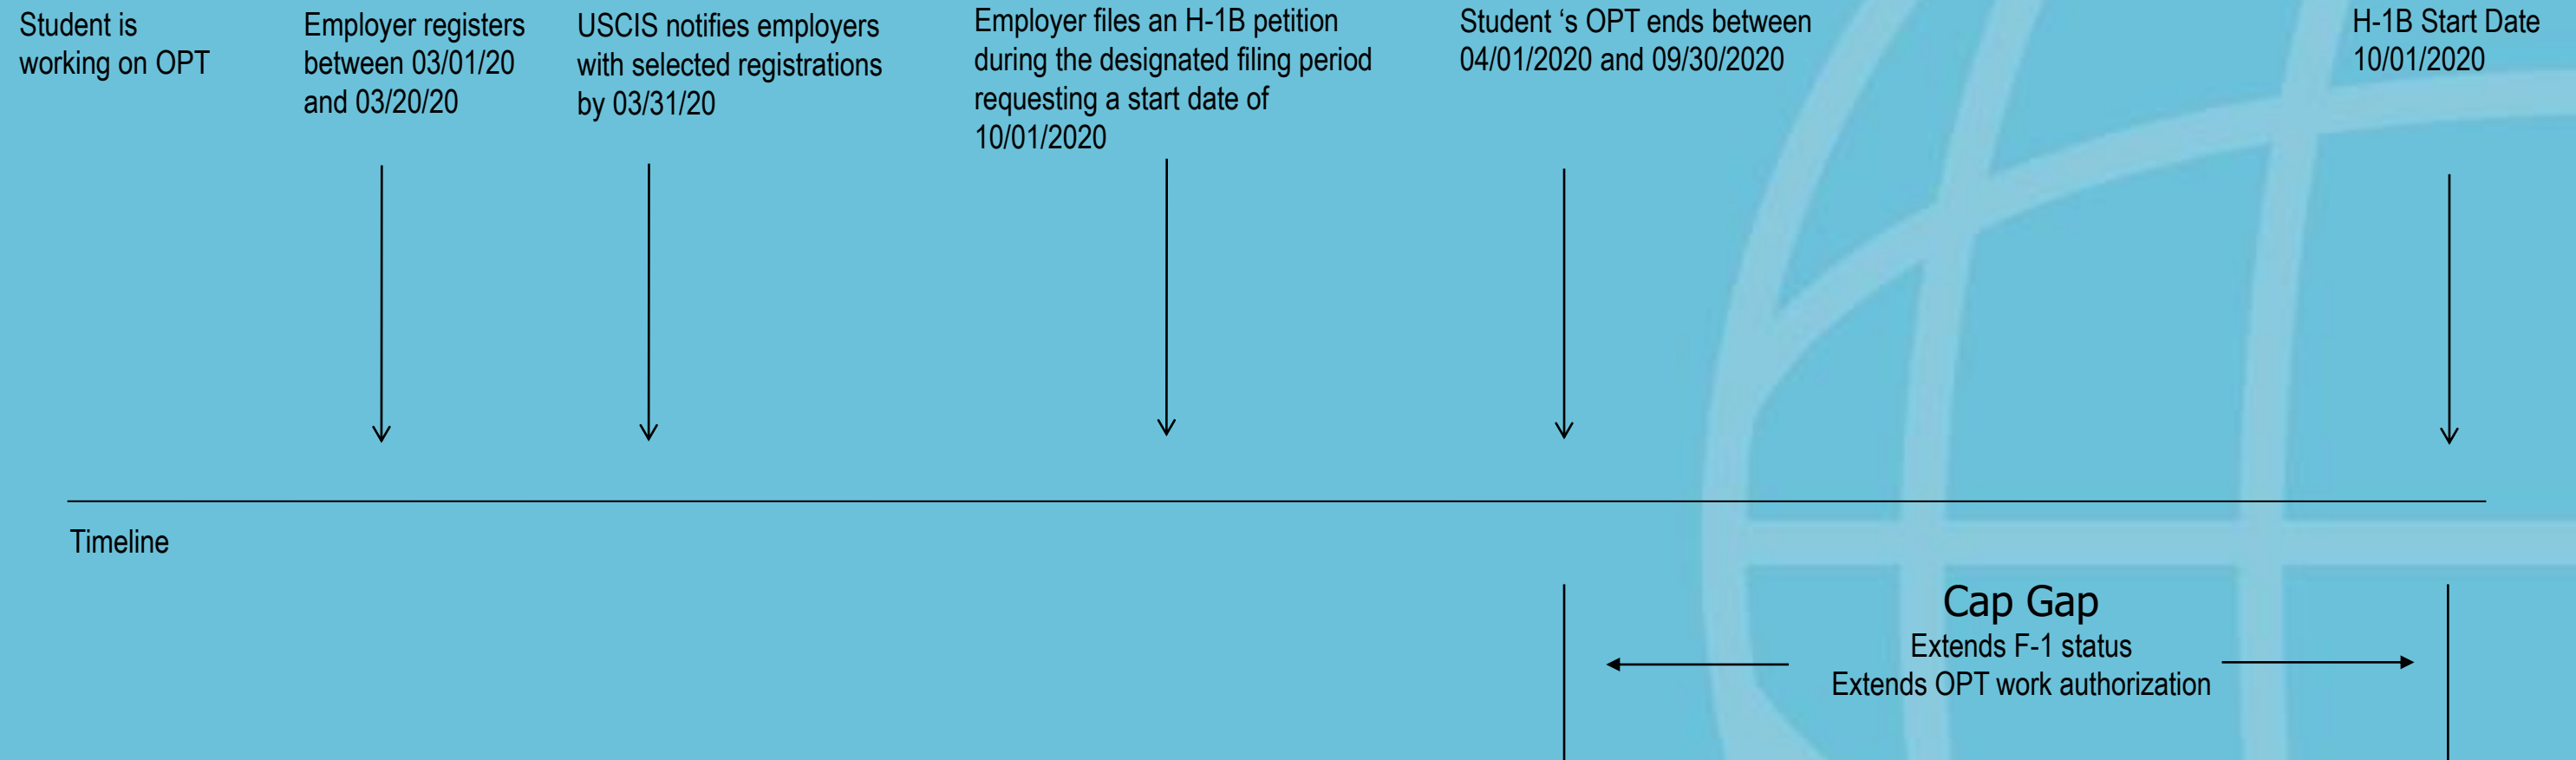 Student is
working on OPT
Employer registers
between 03/01/20
and 03/20/20
USCIS notifies employers
with selected registrations
by 03/31/20
Employer files an H-1B petition
during the designated filing period
requesting a start date of
10/01/2020
Student ‘s OPT ends between
04/01/2020 and 09/30/2020
H-1B Start Date
10/01/2020
Timeline
Cap Gap
Extends F-1 status
Extends OPT work authorization